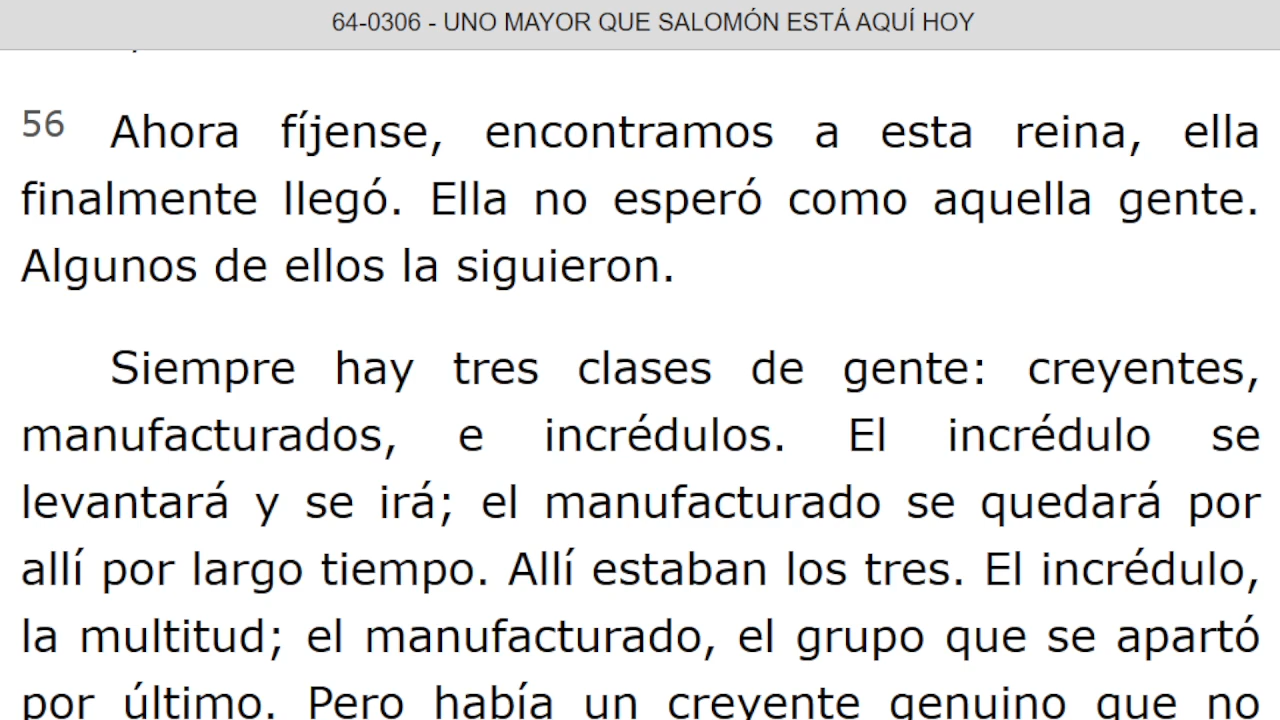 64-0306 - UNO MAYOR QUE SALOMÓN ESTÁ AQUÍ HOY
56 Ahora fíjense, encontramos a esta reina, ella
finalmente llegó. Ella no esperó como aquella gente.
Algunos de ellos la siguieron.
Siempre hay tres clases de gente: creyentes,
manufacturados, e incrédulos. El incrédulo se
levantará y se irá; el manufacturado se quedará por
allí por largo tiempo. Allí estaban los tres. El incrédulo,
la multitud; el manufacturado, el grupo que se apartó
por último. Pero había un creyente genuino que no